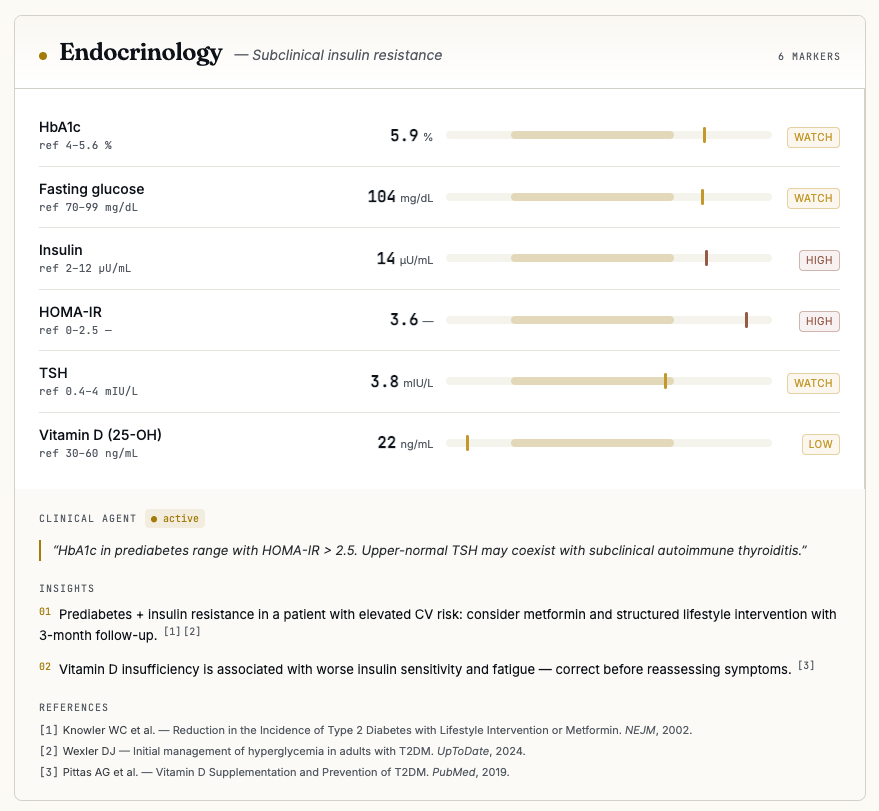 Endocrinology — Subclinical insulin resistance 6 MARKERS
HbA1c
ref 4–5.6 %
5.9 %
WATCH
Fasting glucose
ref 70–99 mg/dL
104 mg/dL
WATCH
Insulin
ref 2–12 µU/mL
14 µU/mL
HIGH
HOMA-IR
ref 0–2.5 —
3.6 —
HIGH
TSH
ref 0.4–4 mIU/L
3.8 mIU/L
WATCH
Vitamin D (25-OH)
ref 30–60 ng/mL
22 ng/mL
LOW
CLINICAL AGENT active
“HbA1c in prediabetes range with HOMA-IR > 2.5. Upper-normal TSH may coexist with subclinical autoimmune thyroiditis.”
INSIGHTS
01 Prediabetes + insulin resistance in a patient with elevated CV risk: consider metformin and structured lifestyle intervention with
3-month follow-up. [1][2]
02 Vitamin D insufficiency is associated with worse insulin sensitivity and fatigue — correct before reassessing symptoms. [3]
REFERENCES
[1] Knowler WC et al. — Reduction in the Incidence of Type 2 Diabetes with Lifestyle Intervention or Metformin. NEJM, 2002.
[2] Wexler DJ — Initial management of hyperglycemia in adults with T2DM. UpToDate, 2024.
[3] Pittas AG et al. — Vitamin D Supplementation and Prevention of T2DM. PubMed, 2019.